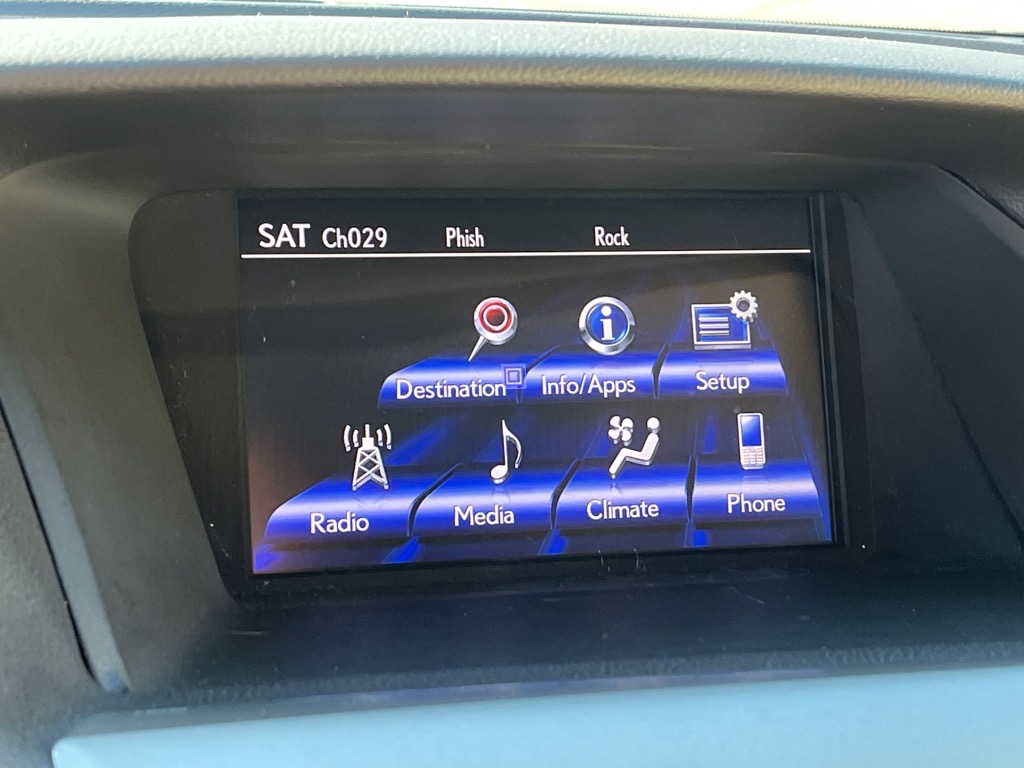 SAT Ch029 Phish Rock
Destination Info/Apps Setup
Radio Media Climate Phone